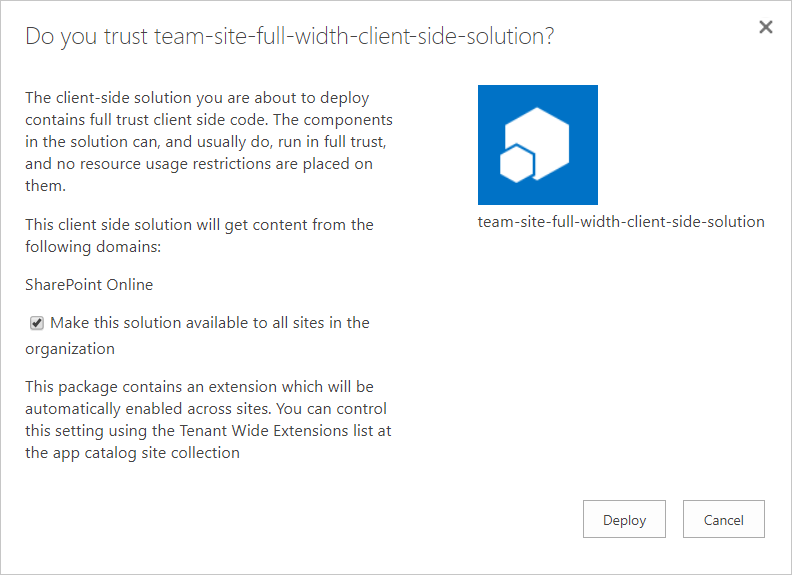 Do you trust team-site-full-width-client-side-solution?
The client-side solution you are about to deploy
contains full trust client side code. The components
in the solution can, and usually do, run in full trust,
and no resource usage restrictions are placed on
them.
This client side solution will get content from the
following domains:
SharePoint Online
Make this solution available to all sites in the
organization
This package contains an extension which will be
automatically enabled across sites. You can control
this setting using the Tenant Wide Extensions list at
the app catalog site collection
team-site-full-width-client-side-solution
Deploy
Cancel